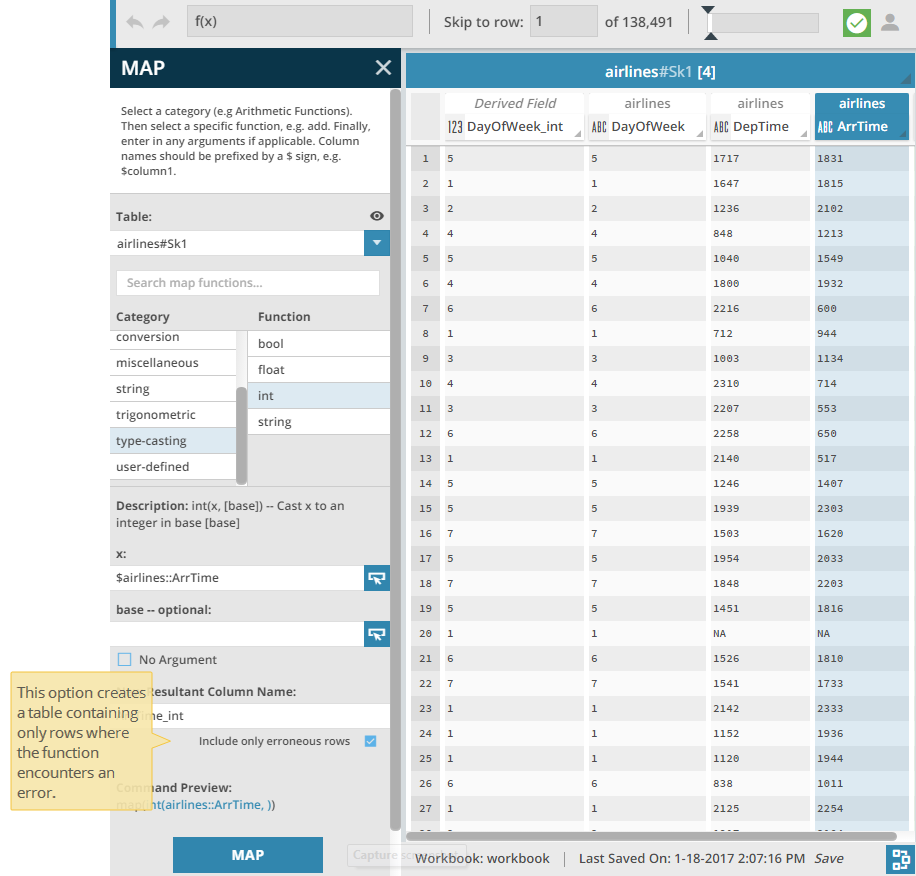 f(x)
Skip to row: 1 of 138,491
MAP
Select a category (e.g Arithmetic Functions).
Then select a specific function, e.g. add. Finally,
enter in any arguments if applicable. Column
names should be prefixed by a $ sign, e.g.
$column1.
Table:
airlines#Sk1
Search map functions...
Category Function
conversion
miscellaneous
string
trigonometric
type-casting
user-defined
bool
float
int
string
Description: int(x, [base]) -- Cast x to an
integer in base [base]
x:
$airlines::ArrTime
base -- optional:
No Argument
Resultant Column Name:
me_int
Include only erroneous rows
Command Preview:
map(int(airlines::ArrTime, ))
MAP
This option creates
a table containing
only rows where
the function
encounters an
error.
airlines#Sk1 [4]
Derived Field airlines airlines airlines
123 DayOfWeek_int ABC DayOfWeek ABC DepTime ABC ArrTime
1 5 5 1717 1831
2 1 1 1647 1815
3 2 2 1236 2102
4 4 4 848 1213
5 5 5 1040 1549
6 4 4 1800 1932
7 6 6 2216 600
8 1 1 712 944
9 3 3 1003 1134
10 4 4 2310 714
11 3 3 2207 553
12 6 6 2258 650
13 1 1 2140 517
14 5 5 1246 1407
15 5 5 1939 2303
16 7 7 1503 1620
17 5 5 1954 2033
18 7 7 1848 2203
19 5 5 1451 1816
20 1 1 NA NA
21 6 6 1526 1810
22 7 7 1541 1733
23 1 1 2142 2333
24 1 1 1152 1936
25 1 1 1120 1944
26 6 6 838 1011
27 1 1 2125 2254
Capture
Workbook: workbook Last Saved On: 1-18-2017 2:07:16 PM Save